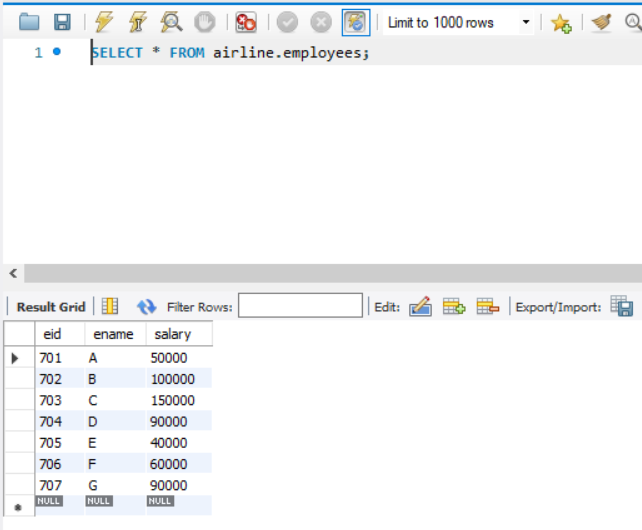 Limit to 1000 rows
1 SELECT * FROM airline.employees;
Result Grid Filter Rows: Edit: Export/Import:
eid ename salary
701 A 50000
702 B 100000
703 C 150000
704 D 90000
705 E 40000
706 F 60000
707 G 90000
NULL NULL NULL